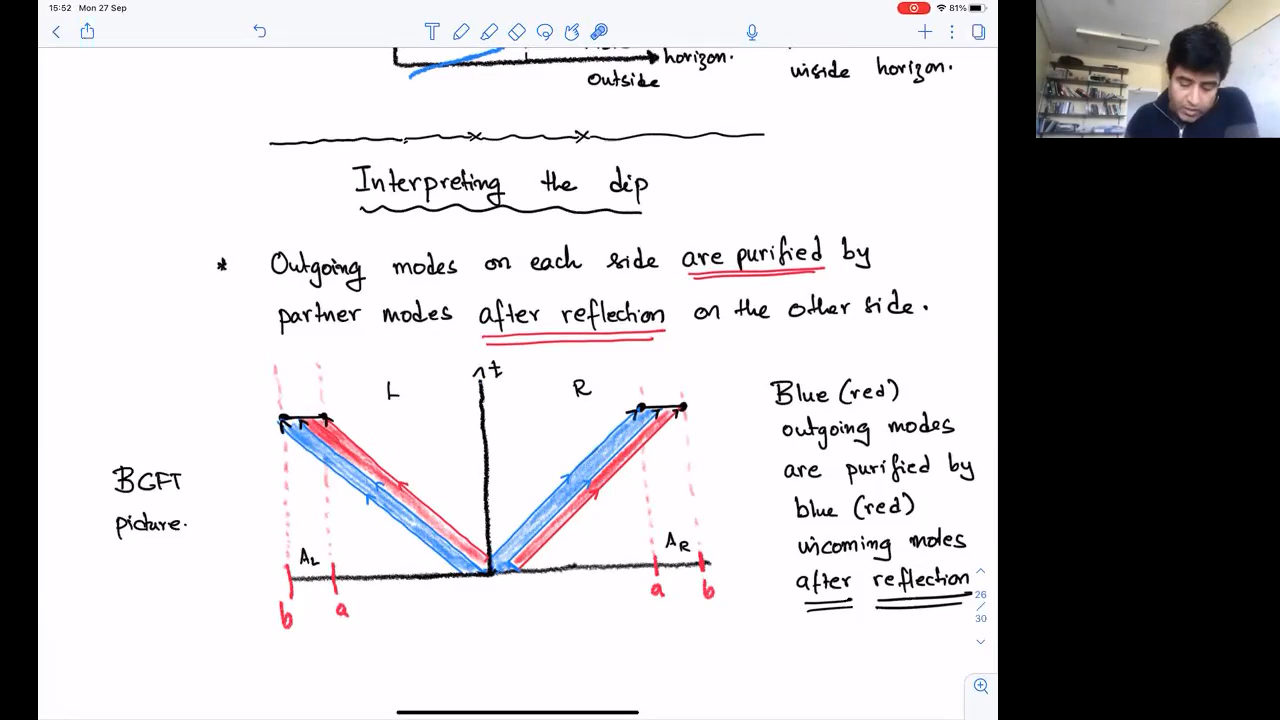 15:52 Mon 27 Sep
81%
horizon.
Outside
inside horizon.
Interpreting the dip
* Outgoing modes on each side are purified by
partner modes after reflection on the other side.
t
L
R
BCFT
picture.
AL
AR
b
a
a
b
Blue (red)
outgoing modes
are purified by
blue (red)
incoming modes
after reflection
26
/
30